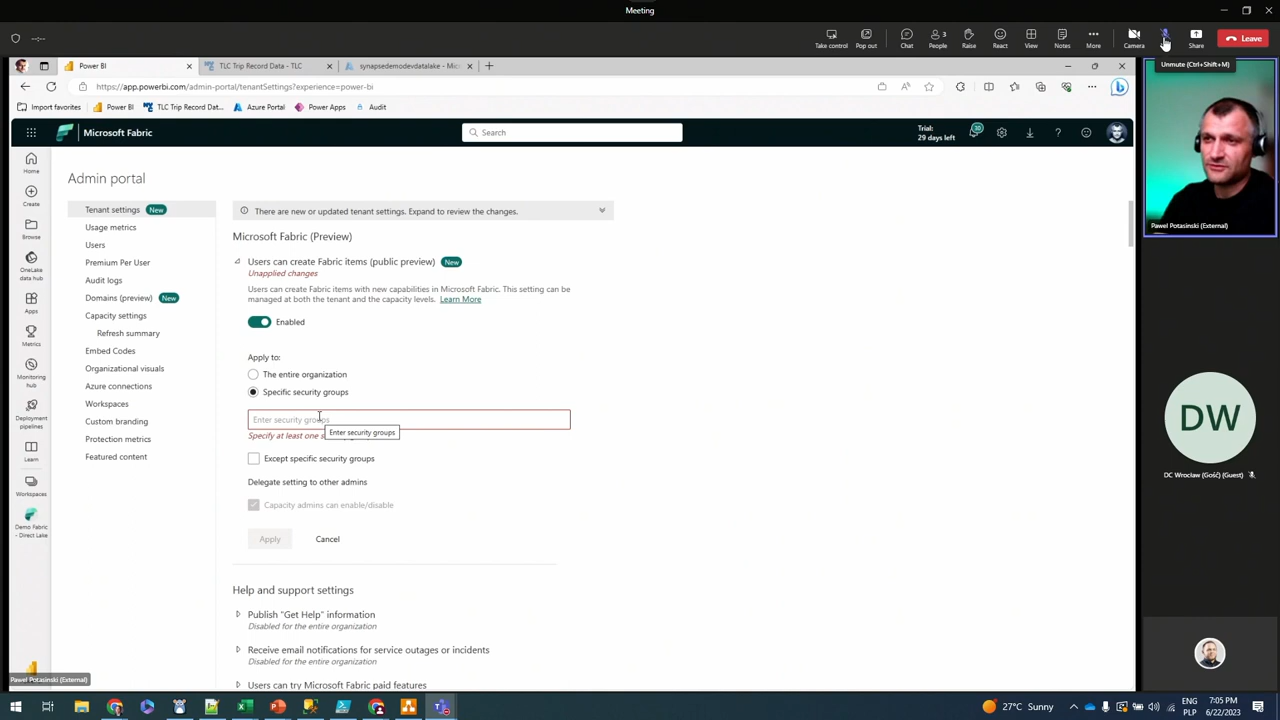 Meeting
--:--
Take control
Pop out
Chat
3
People
Raise
React
View
Notes
More
Camera
Share
Leave
Unmute (Ctrl+Shift+M)
Power BI
TLC Trip Record Data - TLC
synapsedemodevdatalake - Mic
https://app.powerbi.com/admin-portal/tenantSettings?experience=power-bi
Import favorites
Power BI
TLC Trip Record Dat...
Azure Portal
Power Apps
Audit
Microsoft Fabric
Search
Trial:
29 days left
30
Home
Create
Browse
OneLake
data hub
Apps
Metrics
Monitoring
hub
Deployment
pipelines
Learn
Workspaces
Demo Fabric
- Direct Lake
Admin portal
Tenant settings New
Usage metrics
Users
Premium Per User
Audit logs
Domains (preview) New
Capacity settings
Refresh summary
Embed Codes
Organizational visuals
Azure connections
Workspaces
Custom branding
Protection metrics
Featured content
There are new or updated tenant settings. Expand to review the changes.
Microsoft Fabric (Preview)
Users can create Fabric items (public preview) New
Unapplied changes
Users can create Fabric items with new capabilities in Microsoft Fabric. This setting can be
managed at both the tenant and the capacity levels. Learn More
Enabled
Apply to:
The entire organization
Specific security groups
Enter security groups
Enter security groups
Specify at least one
Except specific security groups
Delegate setting to other admins
Capacity admins can enable/disable
Apply
Cancel
Help and support settings
Publish "Get Help" information
Disabled for the entire organization
Receive email notifications for service outages or incidents
Disabled for the entire organization
Users can try Microsoft Fabric paid features
Pawel Potasinski (External)
Pawel Potasinski (External)
DW
DC Wrocław (Gość) (Guest)
27°C Sunny
ENG
PLP
7:05 PM
6/22/2023